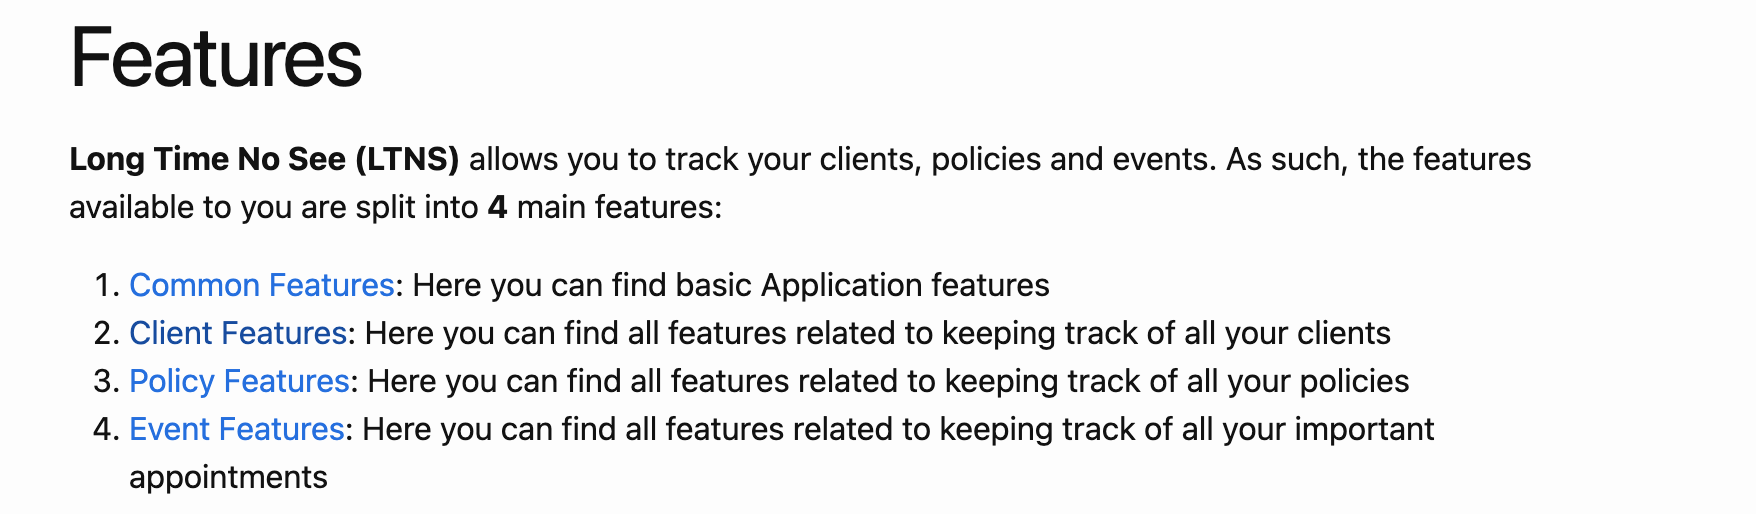 Features
Long Time No See (LTNS) allows you to track your clients, policies and events. As such, the features
available to you are split into 4 main features:
1. Common Features: Here you can find basic Application features
2. Client Features: Here you can find all features related to keeping track of all your clients
3. Policy Features: Here you can find all features related to keeping track of all your policies
4. Event Features: Here you can find all features related to keeping track of all your important
appointments